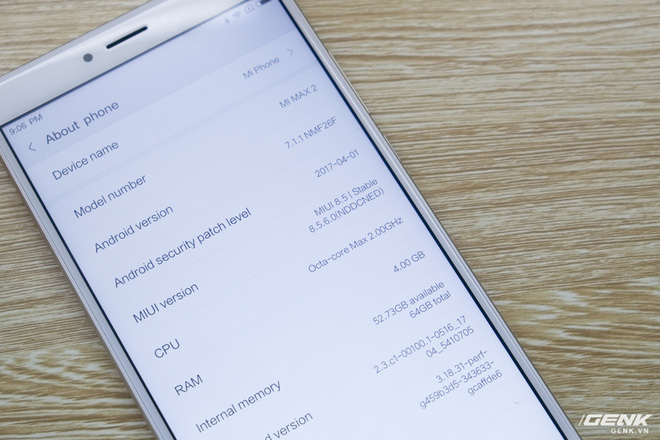 9:06 PM
About phone
Device name Mi Phone
Model number MI MAX 2
Android version 7.1.1 NMF26F
Android security patch level 2017-04-01
MIUI version MIUI 8.5 | Stable
8.5.6.0(NDDCNED)
CPU Octa-core Max 2.00GHz
RAM 4.00 GB
Internal memory 52.73GB available
64GB total
version 2.3.c1-00100.1-0516_17
04_5410705
3.18.31-perf-
g459b3d5-343633-
gcaffde6
GENK
GENK.VN